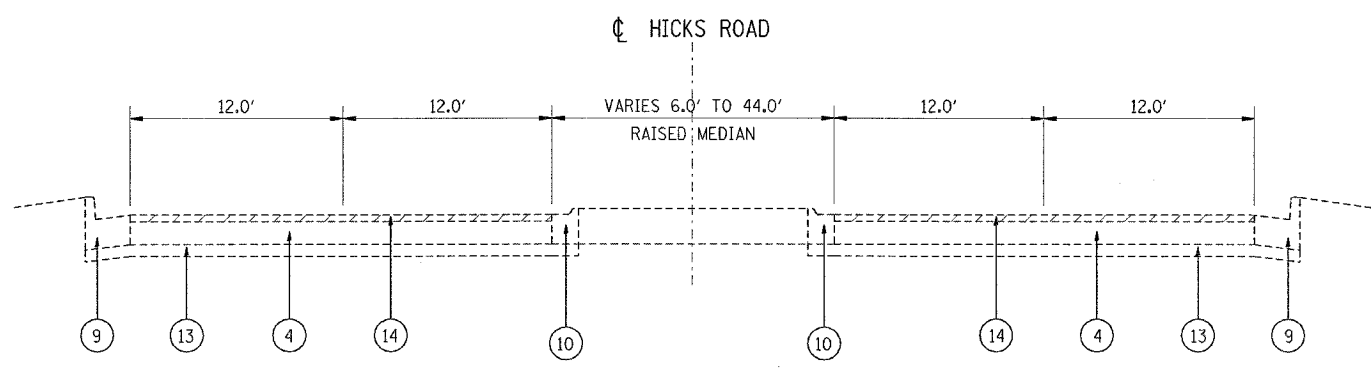 ℄ HICKS ROAD
12.0' 12.0' VARIES 6.0' TO 44.0' 12.0' 12.0'
RAISED MEDIAN
9 13 4 14 10 10 14 4 13 9